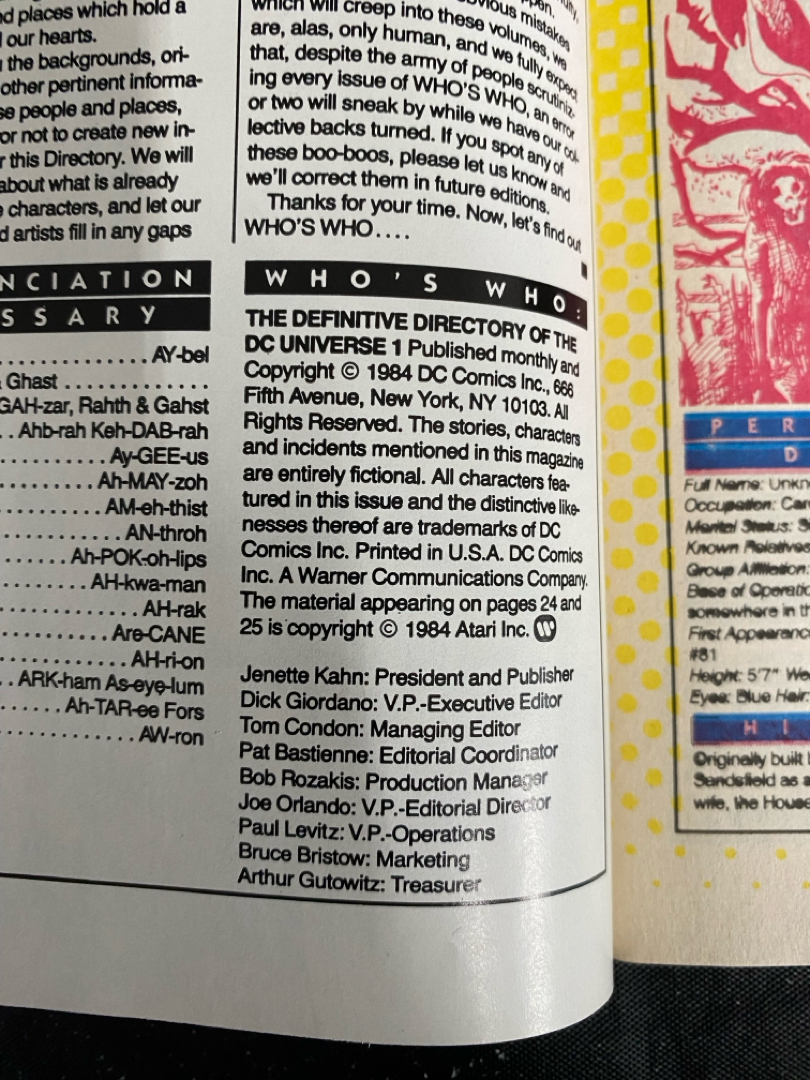 nd places which hold a
our hearts.
the backgrounds, ori-
other pertinent informa-
se people and places,
or not to create new in-
r this Directory. We will
about what is already
characters, and let our
d artists fill in any gaps
NCIATION
SSARY
AY-bel
Ghast
GAH-zar, Rahth & Gahst
Ahb-rah Keh-DAB-rah
Ay-GEE-us
Ah-MAY-zoh
AM-eh-thist
AN-throh
Ah-POK-oh-lips
AH-kwa-man
AH-rak
Are-CANE
AH-ri-on
ARK-ham As-eye-lum
Ah-TAR-ee Fors
AW-ron
mistakes
which will creep into these volumes, we
are, alas, only human, and we fully expect
that, despite the army of people scrutiniz-
ing every issue of WHO'S WHO, an error
or two will sneak by while we have our col-
lective backs turned. If you spot any of
these boo-boos, please let us know and
we'll correct them in future editions.
Thanks for your time. Now, let's find out
WHO'S WHO....
WHO'S WHO:
THE DEFINITIVE DIRECTORY OF THE
DC UNIVERSE 1 Published monthly and
Copyright © 1984 DC Comics Inc., 666
Fifth Avenue, New York, NY 10103. All
Rights Reserved. The stories, characters
and incidents mentioned in this magazine
are entirely fictional. All characters fea-
tured in this issue and the distinctive like-
nesses thereof are trademarks of DC
Comics Inc. Printed in U.S.A. DC Comics
Inc. A Warner Communications Company.
The material appearing on pages 24 and
25 is copyright © 1984 Atari Inc.
Jenette Kahn: President and Publisher
Dick Giordano: V.P.-Executive Editor
Tom Condon: Managing Editor
Pat Bastienne: Editorial Coordinator
Bob Rozakis: Production Manager
Joe Orlando: V.P.-Editorial Director
Paul Levitz: V.P.-Operations
Bruce Bristow: Marketing
Arthur Gutowitz: Treasurer
PER
D
Full Name: Unkn
Occupation: Car
Marital Status: S
Known Relatives
Group Affiliation:
Base of Operatio
somewhere in th
First Appearance
#81
Height: 5'7" We
Eyes: Blue Hair
HI
Originally built
Sandsfield as a
wife, the House